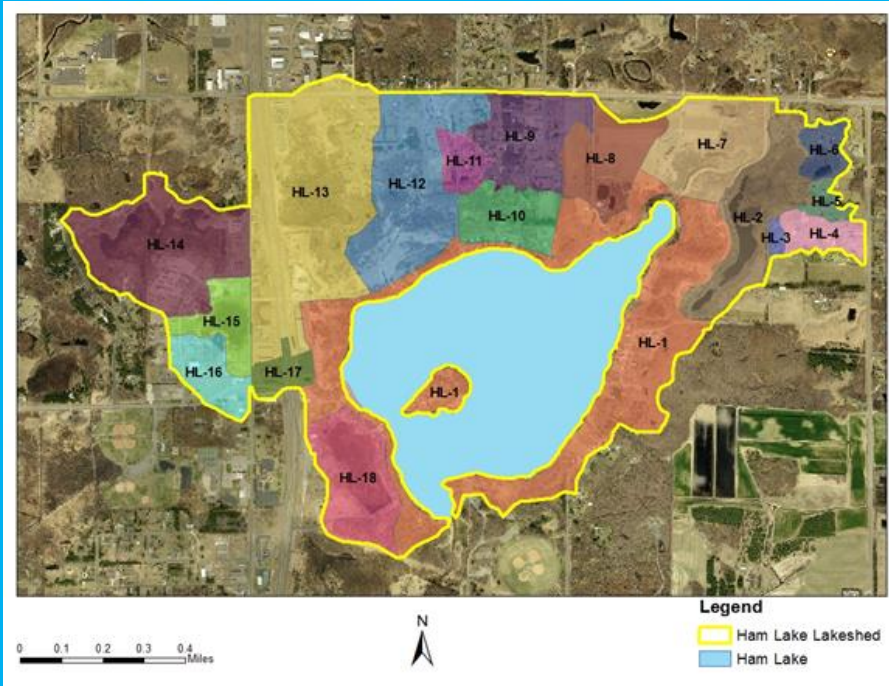 HL-6
HL-9
HL-7
HL-8
HL-11
HL-12
HL-13
HL-5
HL-2
HL-10
HL-4
HL-3
HL-14
HL-15
HL-1
HL-16
HL-17
HL-1
HL-18
Legend
Ham Lake Lakeshed
Ham Lake
N
0 0.1 0.2 0.3 0.4
Miles